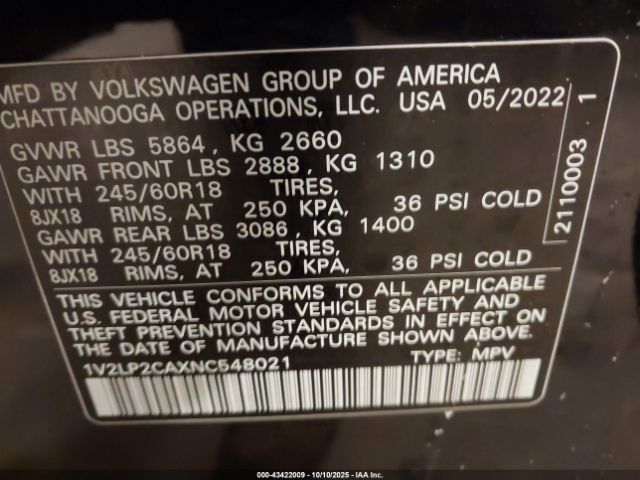 MFD BY VOLKSWAGEN GROUP OF AMERICA
CHATTANOOGA OPERATIONS, LLC. USA 05/2022
GVWR LBS 5864, KG 2660
GAWR FRONT LBS 2888, KG 1310
WITH 245/60R18 TIRES,
8JX18 RIMS, AT 250 KPA, 36 PSI COLD
GAWR REAR LBS 3086, KG 1400
WITH 245/60R18 TIRES,
8JX18 RIMS, AT 250 KPA, 36 PSI COLD
THIS VEHICLE CONFORMS TO ALL APPLICABLE
U.S. FEDERAL MOTOR VEHICLE SAFETY AND
THEFT PREVENTION STANDARDS IN EFFECT ON
THE DATE OF MANUFACTURE SHOWN ABOVE.
1V2LP2CAXNC548021 TYPE: MPV
2110003 1
000-43422009 - 10/10/2025 - IAA Inc.